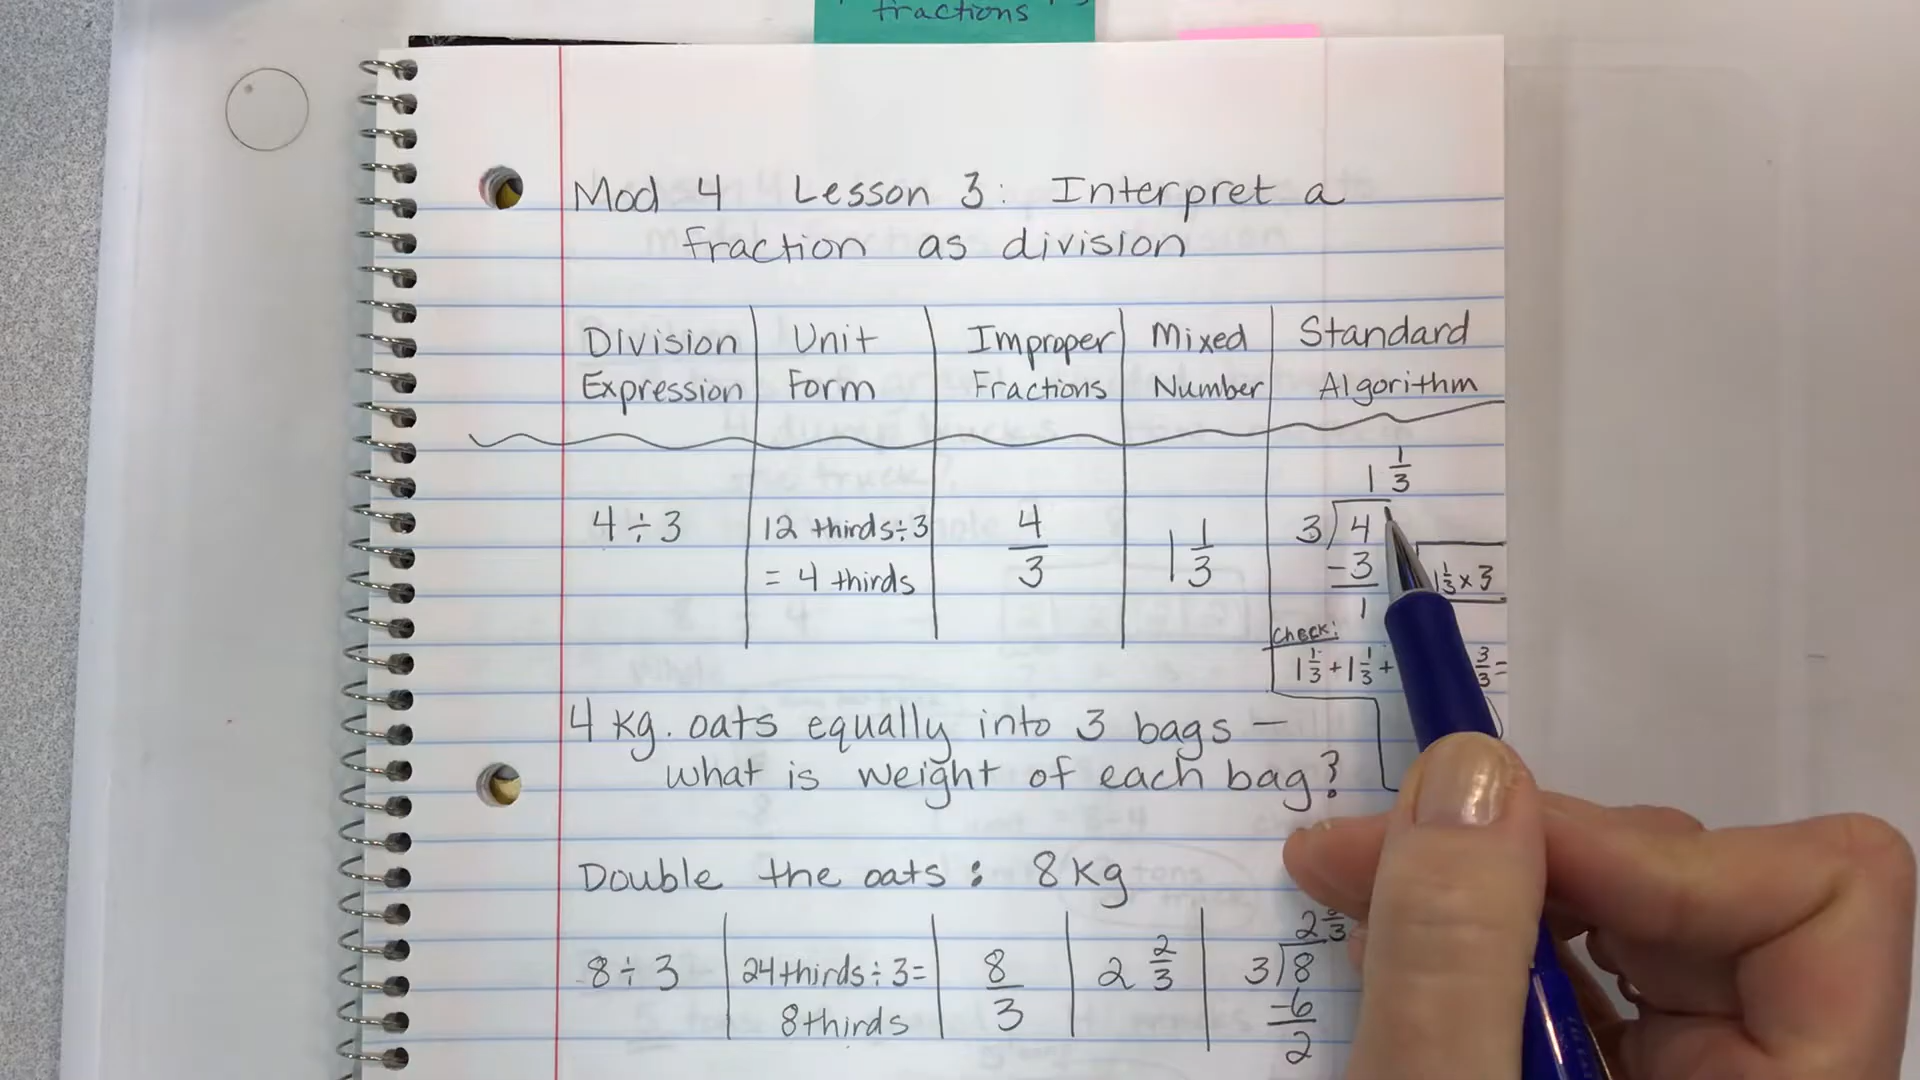 fractions
Mod 4 Lesson 3: Interpret a
fraction as division
Division Expression | Unit Form | Improper Fractions | Mixed Number | Standard Algorithm
4 ÷ 3 | 12 thirds ÷ 3 = 4 thirds | 4/3 | 1 1/3 | 1 1/3
3)4
-3
1
1 1/3 x 3
Check:
1 1/3 + 1 1/3 + 3/3 =
4 kg. oats equally into 3 bags —
what is weight of each bag?
Double the oats: 8 kg
8 ÷ 3 | 24 thirds ÷ 3 = 8 thirds | 8/3 | 2 2/3 | 2 2/3
3)8
-6
2